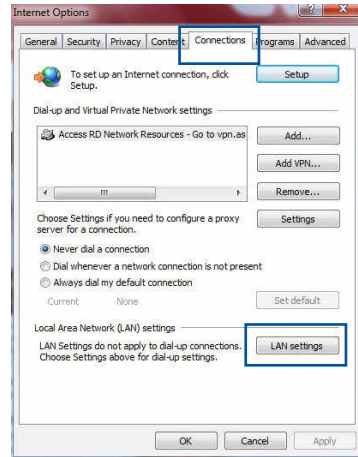 Internet Options
General Security Privacy Content Connections Programs Advanced
To set up an Internet connection, click
Setup.
Setup
Dial-up and Virtual Private Network settings
Access RD Network Resources - Go to vpn.as
Add...
Add VPN...
Remove...
Choose Settings if you need to configure a proxy
server for a connection.
Settings
Never dial a connection
Dial whenever a network connection is not present
Always dial my default connection
Current None
Set default
Local Area Network (LAN) settings
LAN Settings do not apply to dial-up connections.
Choose Settings above for dial-up settings.
LAN settings
OK Cancel Apply